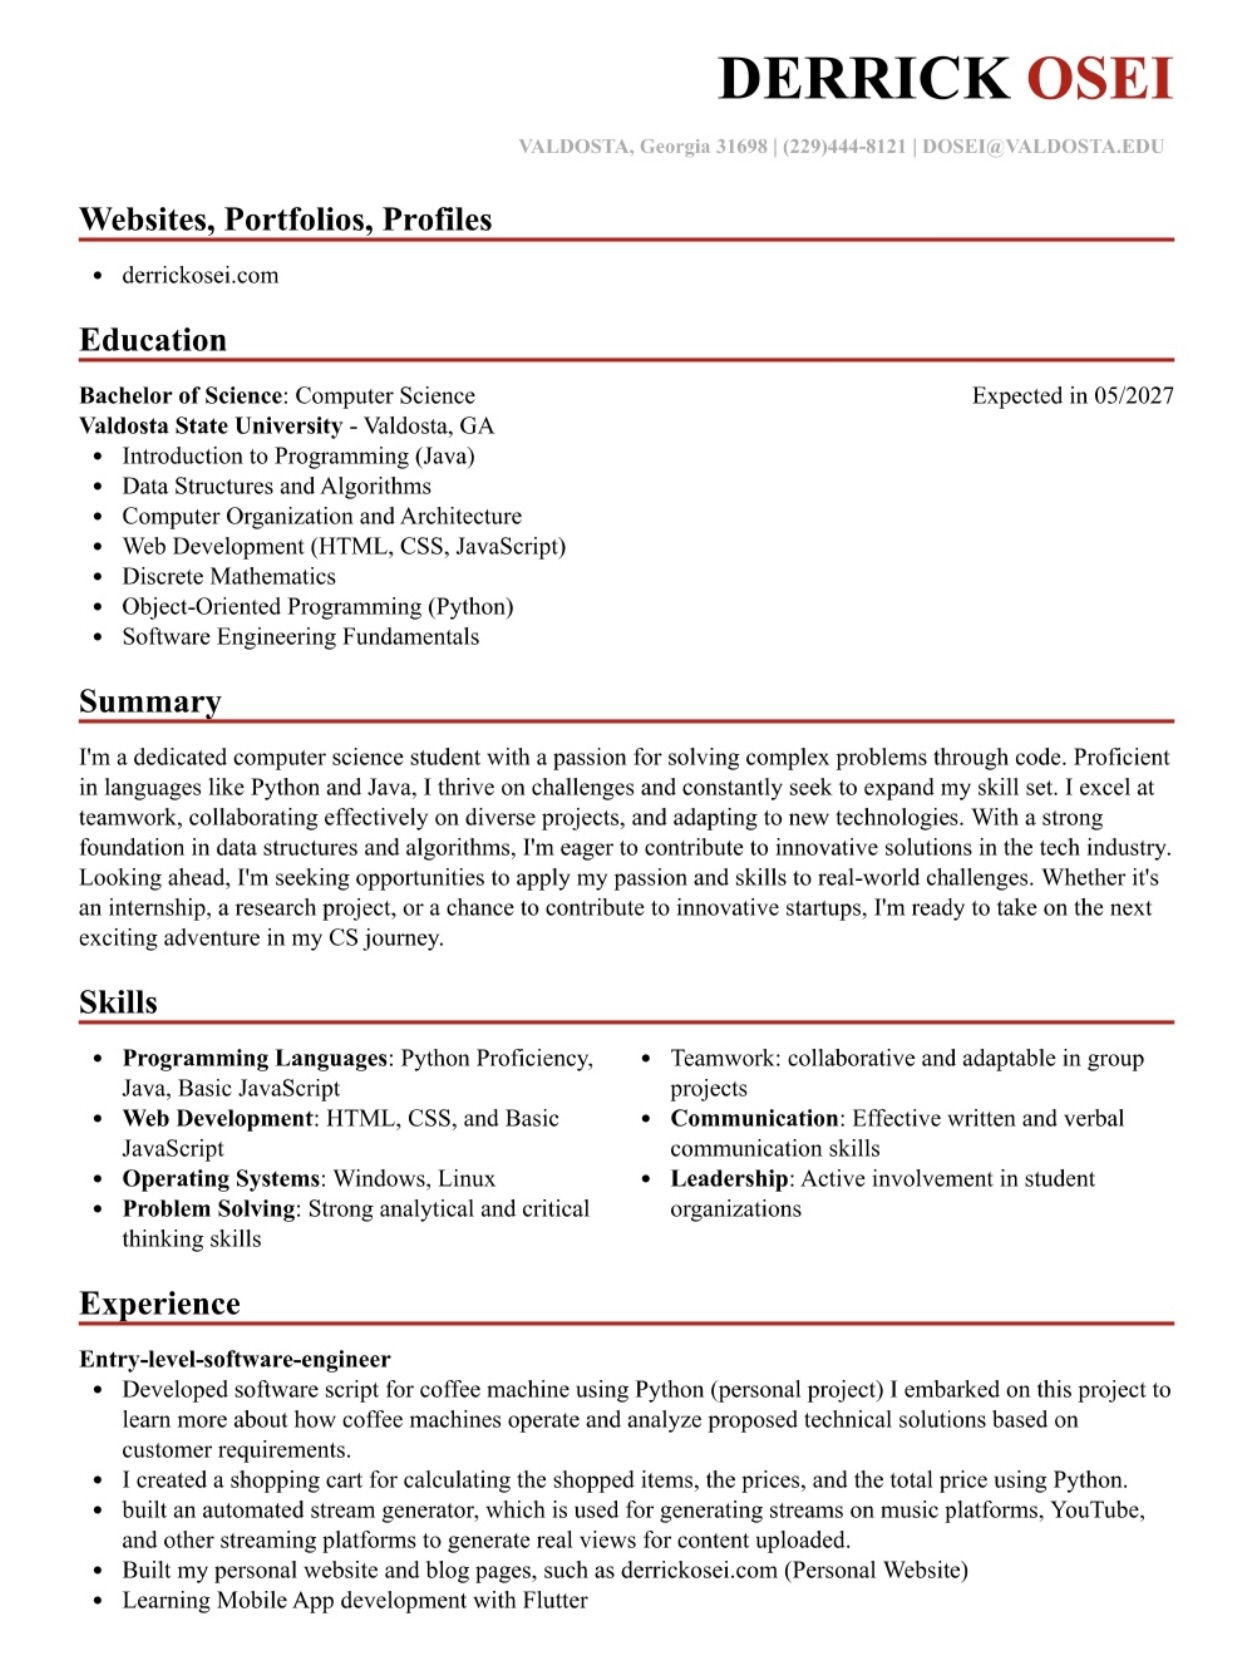 DERRICK OSEI
VALDOSTA, Georgia 31698 | (229)444-8121 | DOSEI@VALDOSTA.EDU
Websites, Portfolios, Profiles
• derrickosei.com
Education
Bachelor of Science: Computer Science Expected in 05/2027
Valdosta State University - Valdosta, GA
• Introduction to Programming (Java)
• Data Structures and Algorithms
• Computer Organization and Architecture
• Web Development (HTML, CSS, JavaScript)
• Discrete Mathematics
• Object-Oriented Programming (Python)
• Software Engineering Fundamentals
Summary
I'm a dedicated computer science student with a passion for solving complex problems through code. Proficient
in languages like Python and Java, I thrive on challenges and constantly seek to expand my skill set. I excel at
teamwork, collaborating effectively on diverse projects, and adapting to new technologies. With a strong
foundation in data structures and algorithms, I'm eager to contribute to innovative solutions in the tech industry.
Looking ahead, I'm seeking opportunities to apply my passion and skills to real-world challenges. Whether it's
an internship, a research project, or a chance to contribute to innovative startups, I'm ready to take on the next
exciting adventure in my CS journey.
Skills
• Programming Languages: Python Proficiency,
Java, Basic JavaScript
• Web Development: HTML, CSS, and Basic
JavaScript
• Operating Systems: Windows, Linux
• Problem Solving: Strong analytical and critical
thinking skills
• Teamwork: collaborative and adaptable in group
projects
• Communication: Effective written and verbal
communication skills
• Leadership: Active involvement in student
organizations
Experience
Entry-level-software-engineer
• Developed software script for coffee machine using Python (personal project) I embarked on this project to
learn more about how coffee machines operate and analyze proposed technical solutions based on
customer requirements.
• I created a shopping cart for calculating the shopped items, the prices, and the total price using Python.
• built an automated stream generator, which is used for generating streams on music platforms, YouTube,
and other streaming platforms to generate real views for content uploaded.
• Built my personal website and blog pages, such as derrickosei.com (Personal Website)
• Learning Mobile App development with Flutter